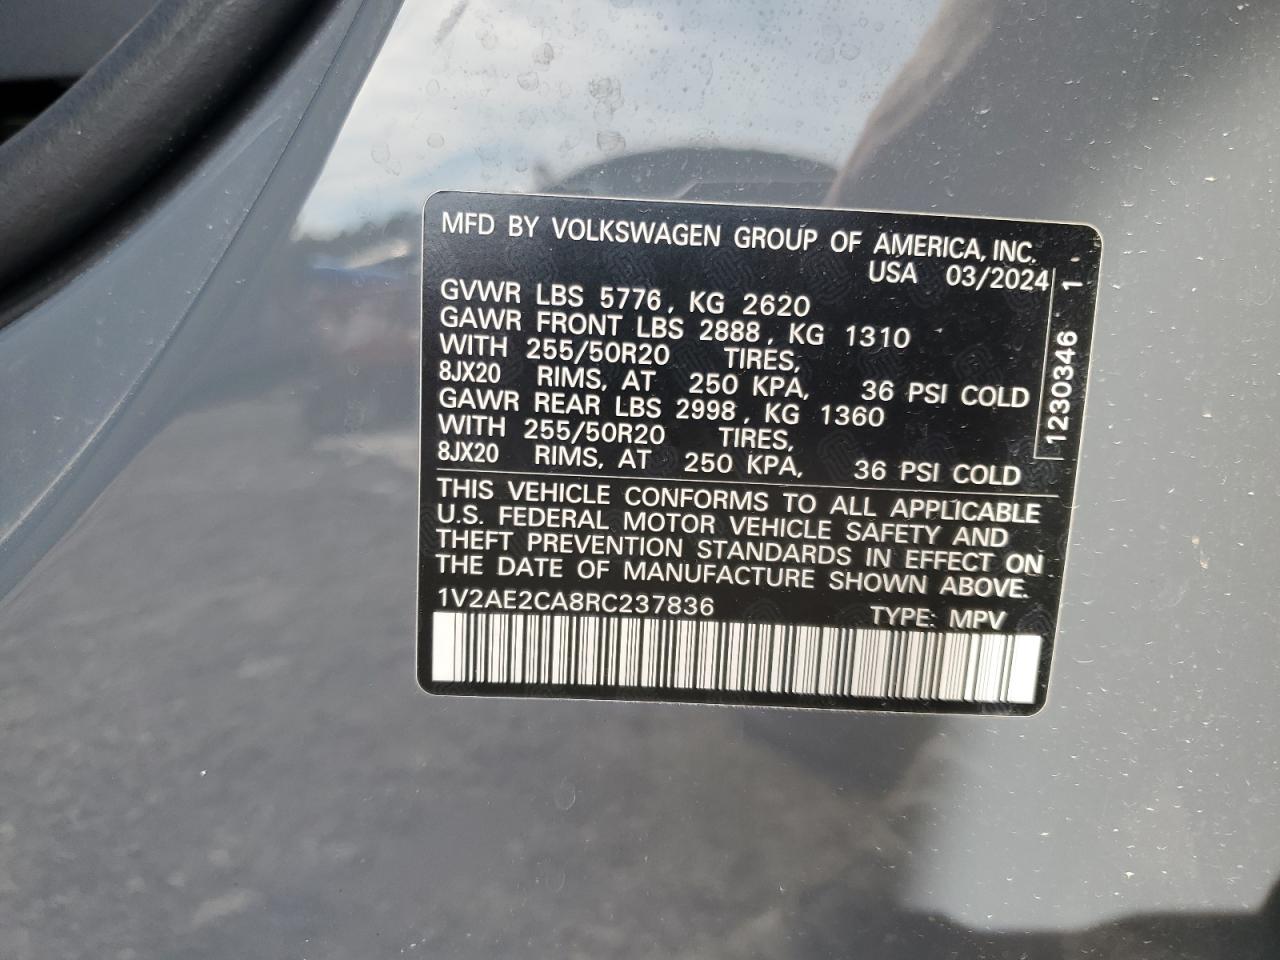 MFD BY VOLKSWAGEN GROUP OF AMERICA, INC.
USA 03/2024
GVWR LBS 5776, KG 2620
GAWR FRONT LBS 2888, KG 1310
WITH 255/50R20 TIRES,
8JX20 RIMS, AT 250 KPA, 36 PSI COLD
GAWR REAR LBS 2998, KG 1360
WITH 255/50R20 TIRES,
8JX20 RIMS, AT 250 KPA, 36 PSI COLD
1230346 1
THIS VEHICLE CONFORMS TO ALL APPLICABLE
U.S. FEDERAL MOTOR VEHICLE SAFETY AND
THEFT PREVENTION STANDARDS IN EFFECT ON
THE DATE OF MANUFACTURE SHOWN ABOVE.
1V2AE2CA8RC237836 TYPE: MPV